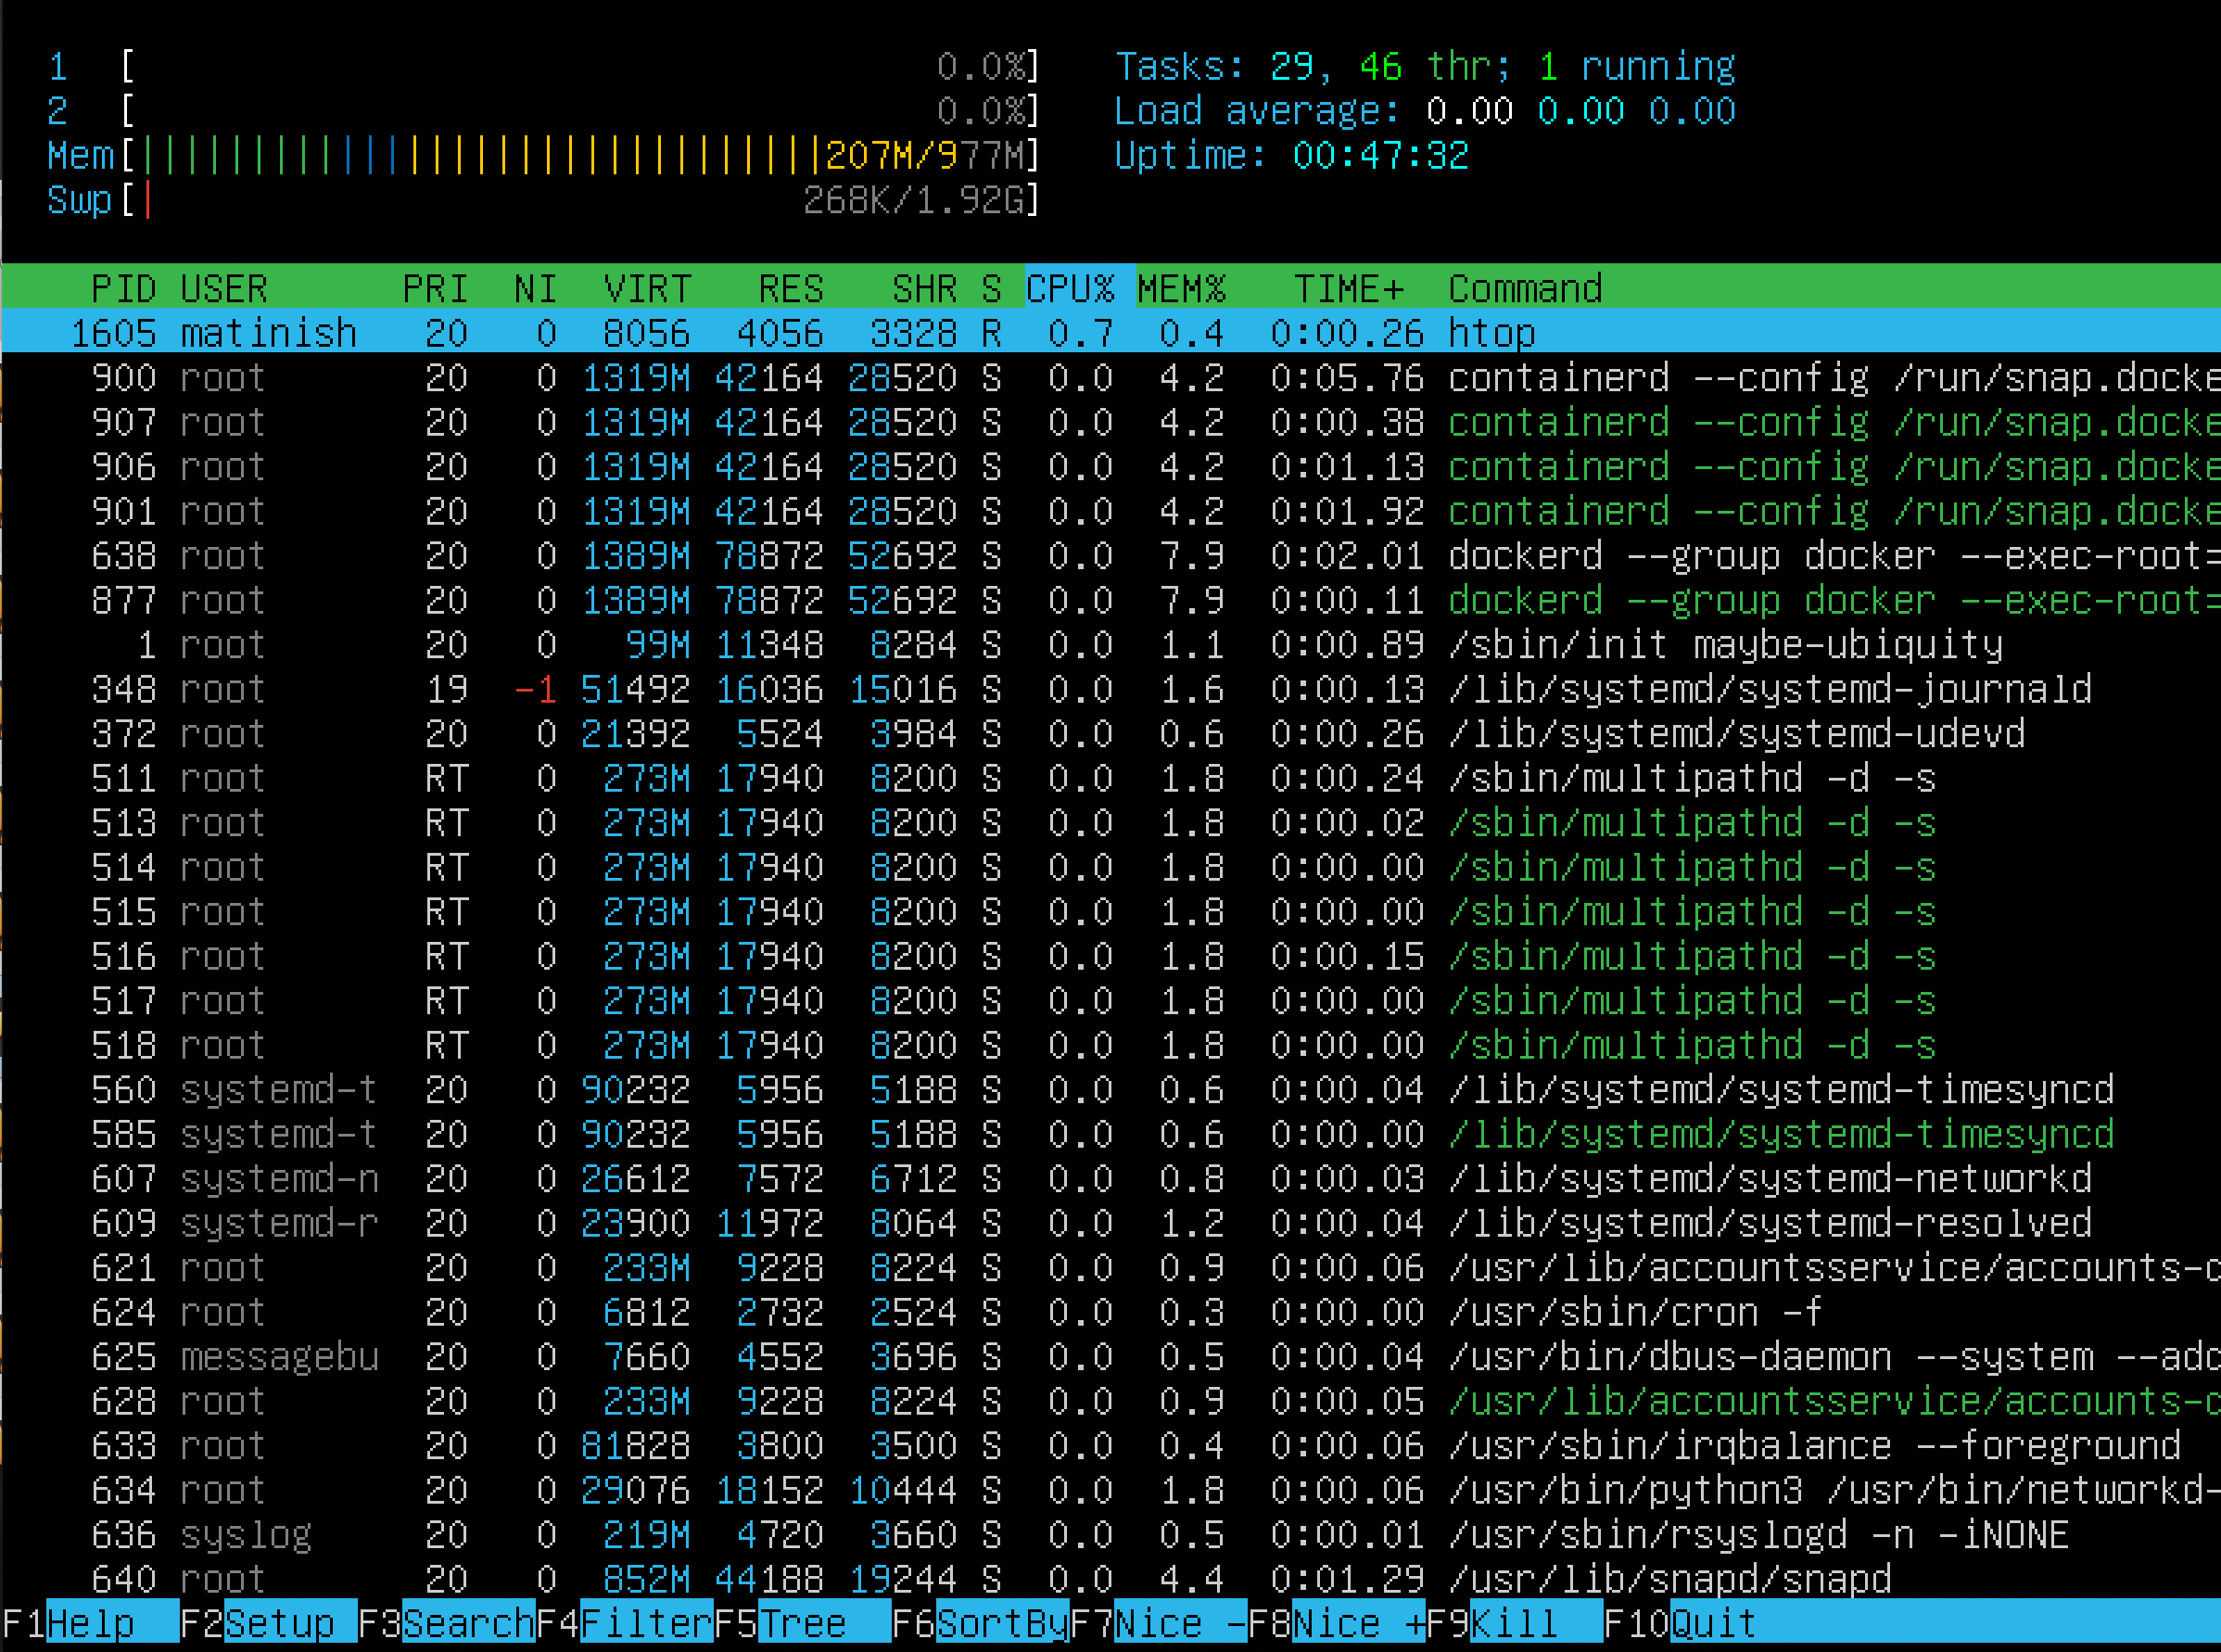 1 [ 0.0%] Tasks: 29, 46 thr; 1 running
2 [ 0.0%] Load average: 0.00 0.00 0.00
Mem[|||||||||||||||||||||||||||||||207M/977M] Uptime: 00:47:32
Swp[| 268K/1.92G]
PID USER PRI NI VIRT RES SHR S CPU% MEM% TIME+ Command
1605 matinish 20 0 8056 4056 3328 R 0.7 0.4 0:00.26 htop
900 root 20 0 1319M 42164 28520 S 0.0 4.2 0:05.76 containerd --config /run/snap.docke
907 root 20 0 1319M 42164 28520 S 0.0 4.2 0:00.38 containerd --config /run/snap.docke
906 root 20 0 1319M 42164 28520 S 0.0 4.2 0:01.13 containerd --config /run/snap.docke
901 root 20 0 1319M 42164 28520 S 0.0 4.2 0:01.92 containerd --config /run/snap.docke
638 root 20 0 1389M 78872 52692 S 0.0 7.9 0:02.01 dockerd --group docker --exec-root=
877 root 20 0 1389M 78872 52692 S 0.0 7.9 0:00.11 dockerd --group docker --exec-root=
1 root 20 0 99M 11348 8284 S 0.0 1.1 0:00.89 /sbin/init maybe-ubiquity
348 root 19 -1 51492 16036 15016 S 0.0 1.6 0:00.13 /lib/systemd/systemd-journald
372 root 20 0 21392 5524 3984 S 0.0 0.6 0:00.26 /lib/systemd/systemd-udevd
511 root RT 0 273M 17940 8200 S 0.0 1.8 0:00.24 /sbin/multipathd -d -s
513 root RT 0 273M 17940 8200 S 0.0 1.8 0:00.02 /sbin/multipathd -d -s
514 root RT 0 273M 17940 8200 S 0.0 1.8 0:00.00 /sbin/multipathd -d -s
515 root RT 0 273M 17940 8200 S 0.0 1.8 0:00.00 /sbin/multipathd -d -s
516 root RT 0 273M 17940 8200 S 0.0 1.8 0:00.15 /sbin/multipathd -d -s
517 root RT 0 273M 17940 8200 S 0.0 1.8 0:00.00 /sbin/multipathd -d -s
518 root RT 0 273M 17940 8200 S 0.0 1.8 0:00.00 /sbin/multipathd -d -s
560 systemd-t 20 0 90232 5956 5188 S 0.0 0.6 0:00.04 /lib/systemd/systemd-timesyncd
585 systemd-t 20 0 90232 5956 5188 S 0.0 0.6 0:00.00 /lib/systemd/systemd-timesyncd
607 systemd-n 20 0 26612 7572 6712 S 0.0 0.8 0:00.03 /lib/systemd/systemd-networkd
609 systemd-r 20 0 23900 11972 8064 S 0.0 1.2 0:00.04 /lib/systemd/systemd-resolved
621 root 20 0 233M 9228 8224 S 0.0 0.9 0:00.06 /usr/lib/accountsservice/accounts-
624 root 20 0 6812 2732 2524 S 0.0 0.3 0:00.00 /usr/sbin/cron -f
625 messagebu 20 0 7660 4552 3696 S 0.0 0.5 0:00.04 /usr/bin/dbus-daemon --system --ad
628 root 20 0 233M 9228 8224 S 0.0 0.9 0:00.05 /usr/lib/accountsservice/accounts-
633 root 20 0 81828 3800 3500 S 0.0 0.4 0:00.06 /usr/sbin/irqbalance --foreground
634 root 20 0 29076 18152 10444 S 0.0 1.8 0:00.06 /usr/bin/python3 /usr/bin/networkd-
636 syslog 20 0 219M 4720 3660 S 0.0 0.5 0:00.01 /usr/sbin/rsyslogd -n -iNONE
640 root 20 0 852M 44188 19244 S 0.0 4.4 0:01.29 /usr/lib/snapd/snapd
F1Help F2Setup F3SearchF4FilterF5Tree F6SortByF7Nice -F8Nice +F9Kill F10Quit